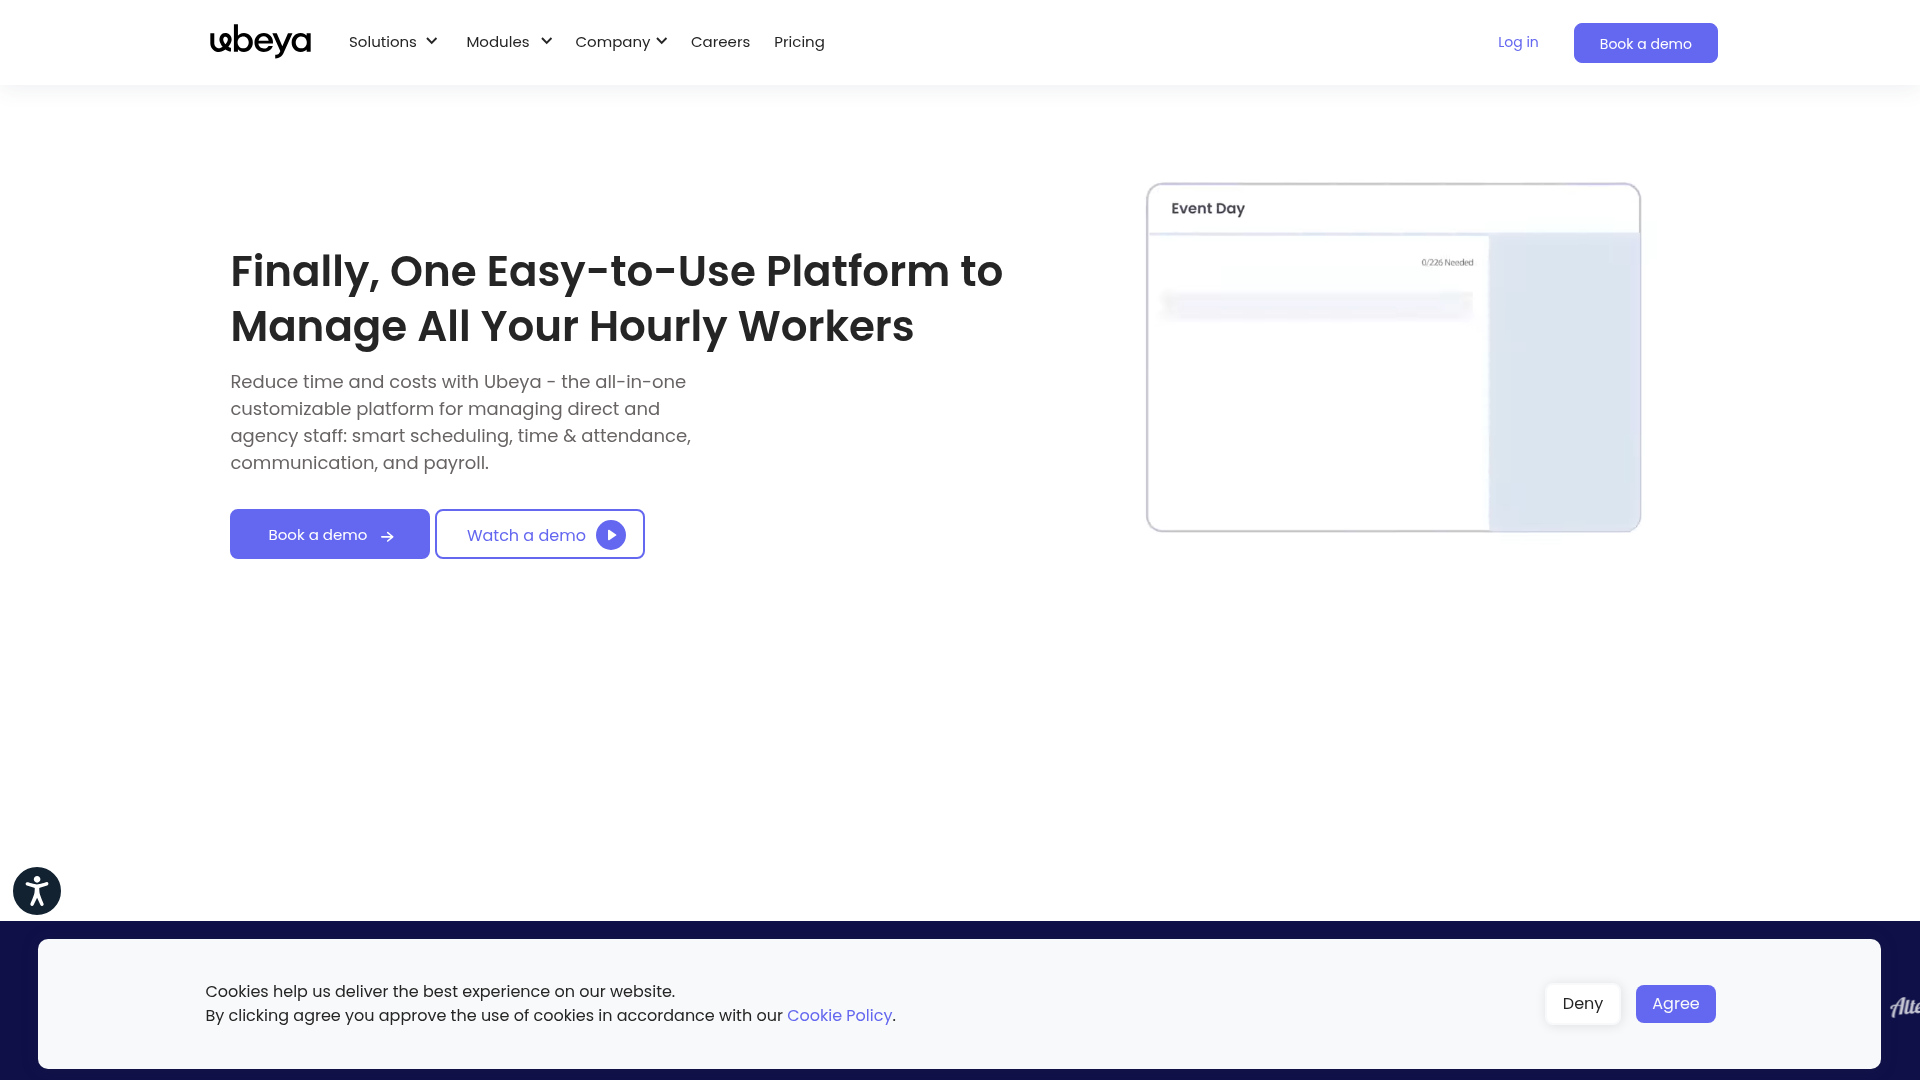 ubeya
Solutions
Modules
Company
Careers
Pricing
Log in
Book a demo
Event Day
0/226 Needed
Finally, One Easy-to-Use Platform to
Manage All Your Hourly Workers
Reduce time and costs with Ubeya - the all-in-one
customizable platform for managing direct and
agency staff: smart scheduling, time & attendance,
communication, and payroll.
Book a demo
Watch a demo
Cookies help us deliver the best experience on our website.
By clicking agree you approve the use of cookies in accordance with our Cookie Policy.
Deny
Agree